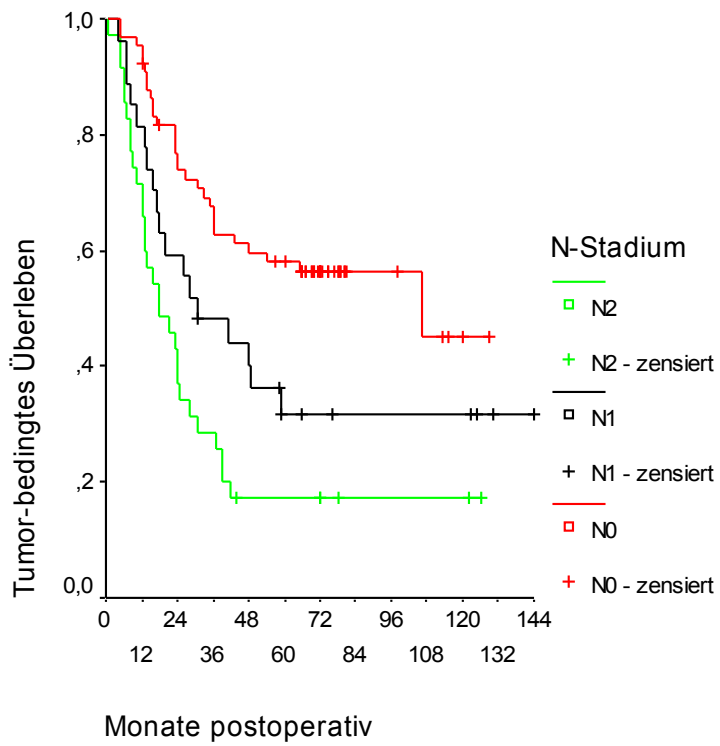 Tumor-bedingtes Überleben
1,0
,8
,6
,4
,2
0,0
0 24 48 72 96 120 144
12 36 60 84 108 132
Monate postoperativ
N-Stadium
N2
N2 - zensiert
N1
N1 - zensiert
N0
N0 - zensiert